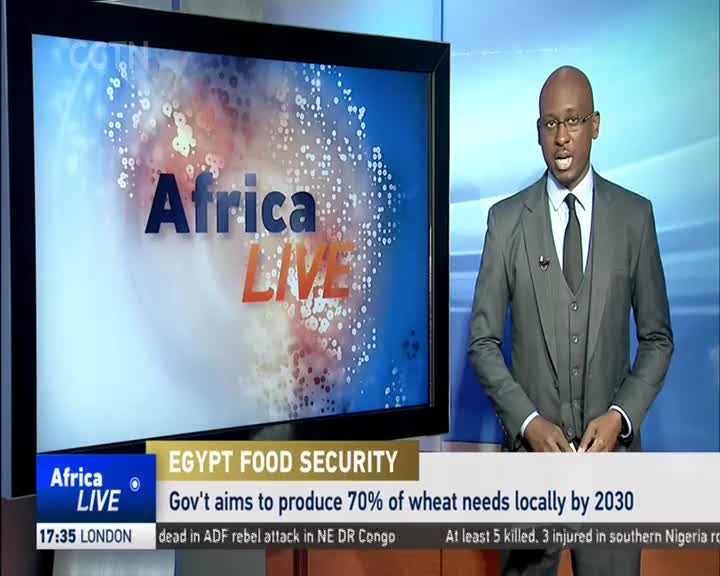 CGTN
Africa
LIVE
EGYPT FOOD SECURITY
Africa
LIVE
Gov't aims to produce 70% of wheat needs locally by 2030
17:35 LONDON
dead in ADF rebel attack in NE DR Congo At least 5 killed, 3 injured in southern Nigeria ro